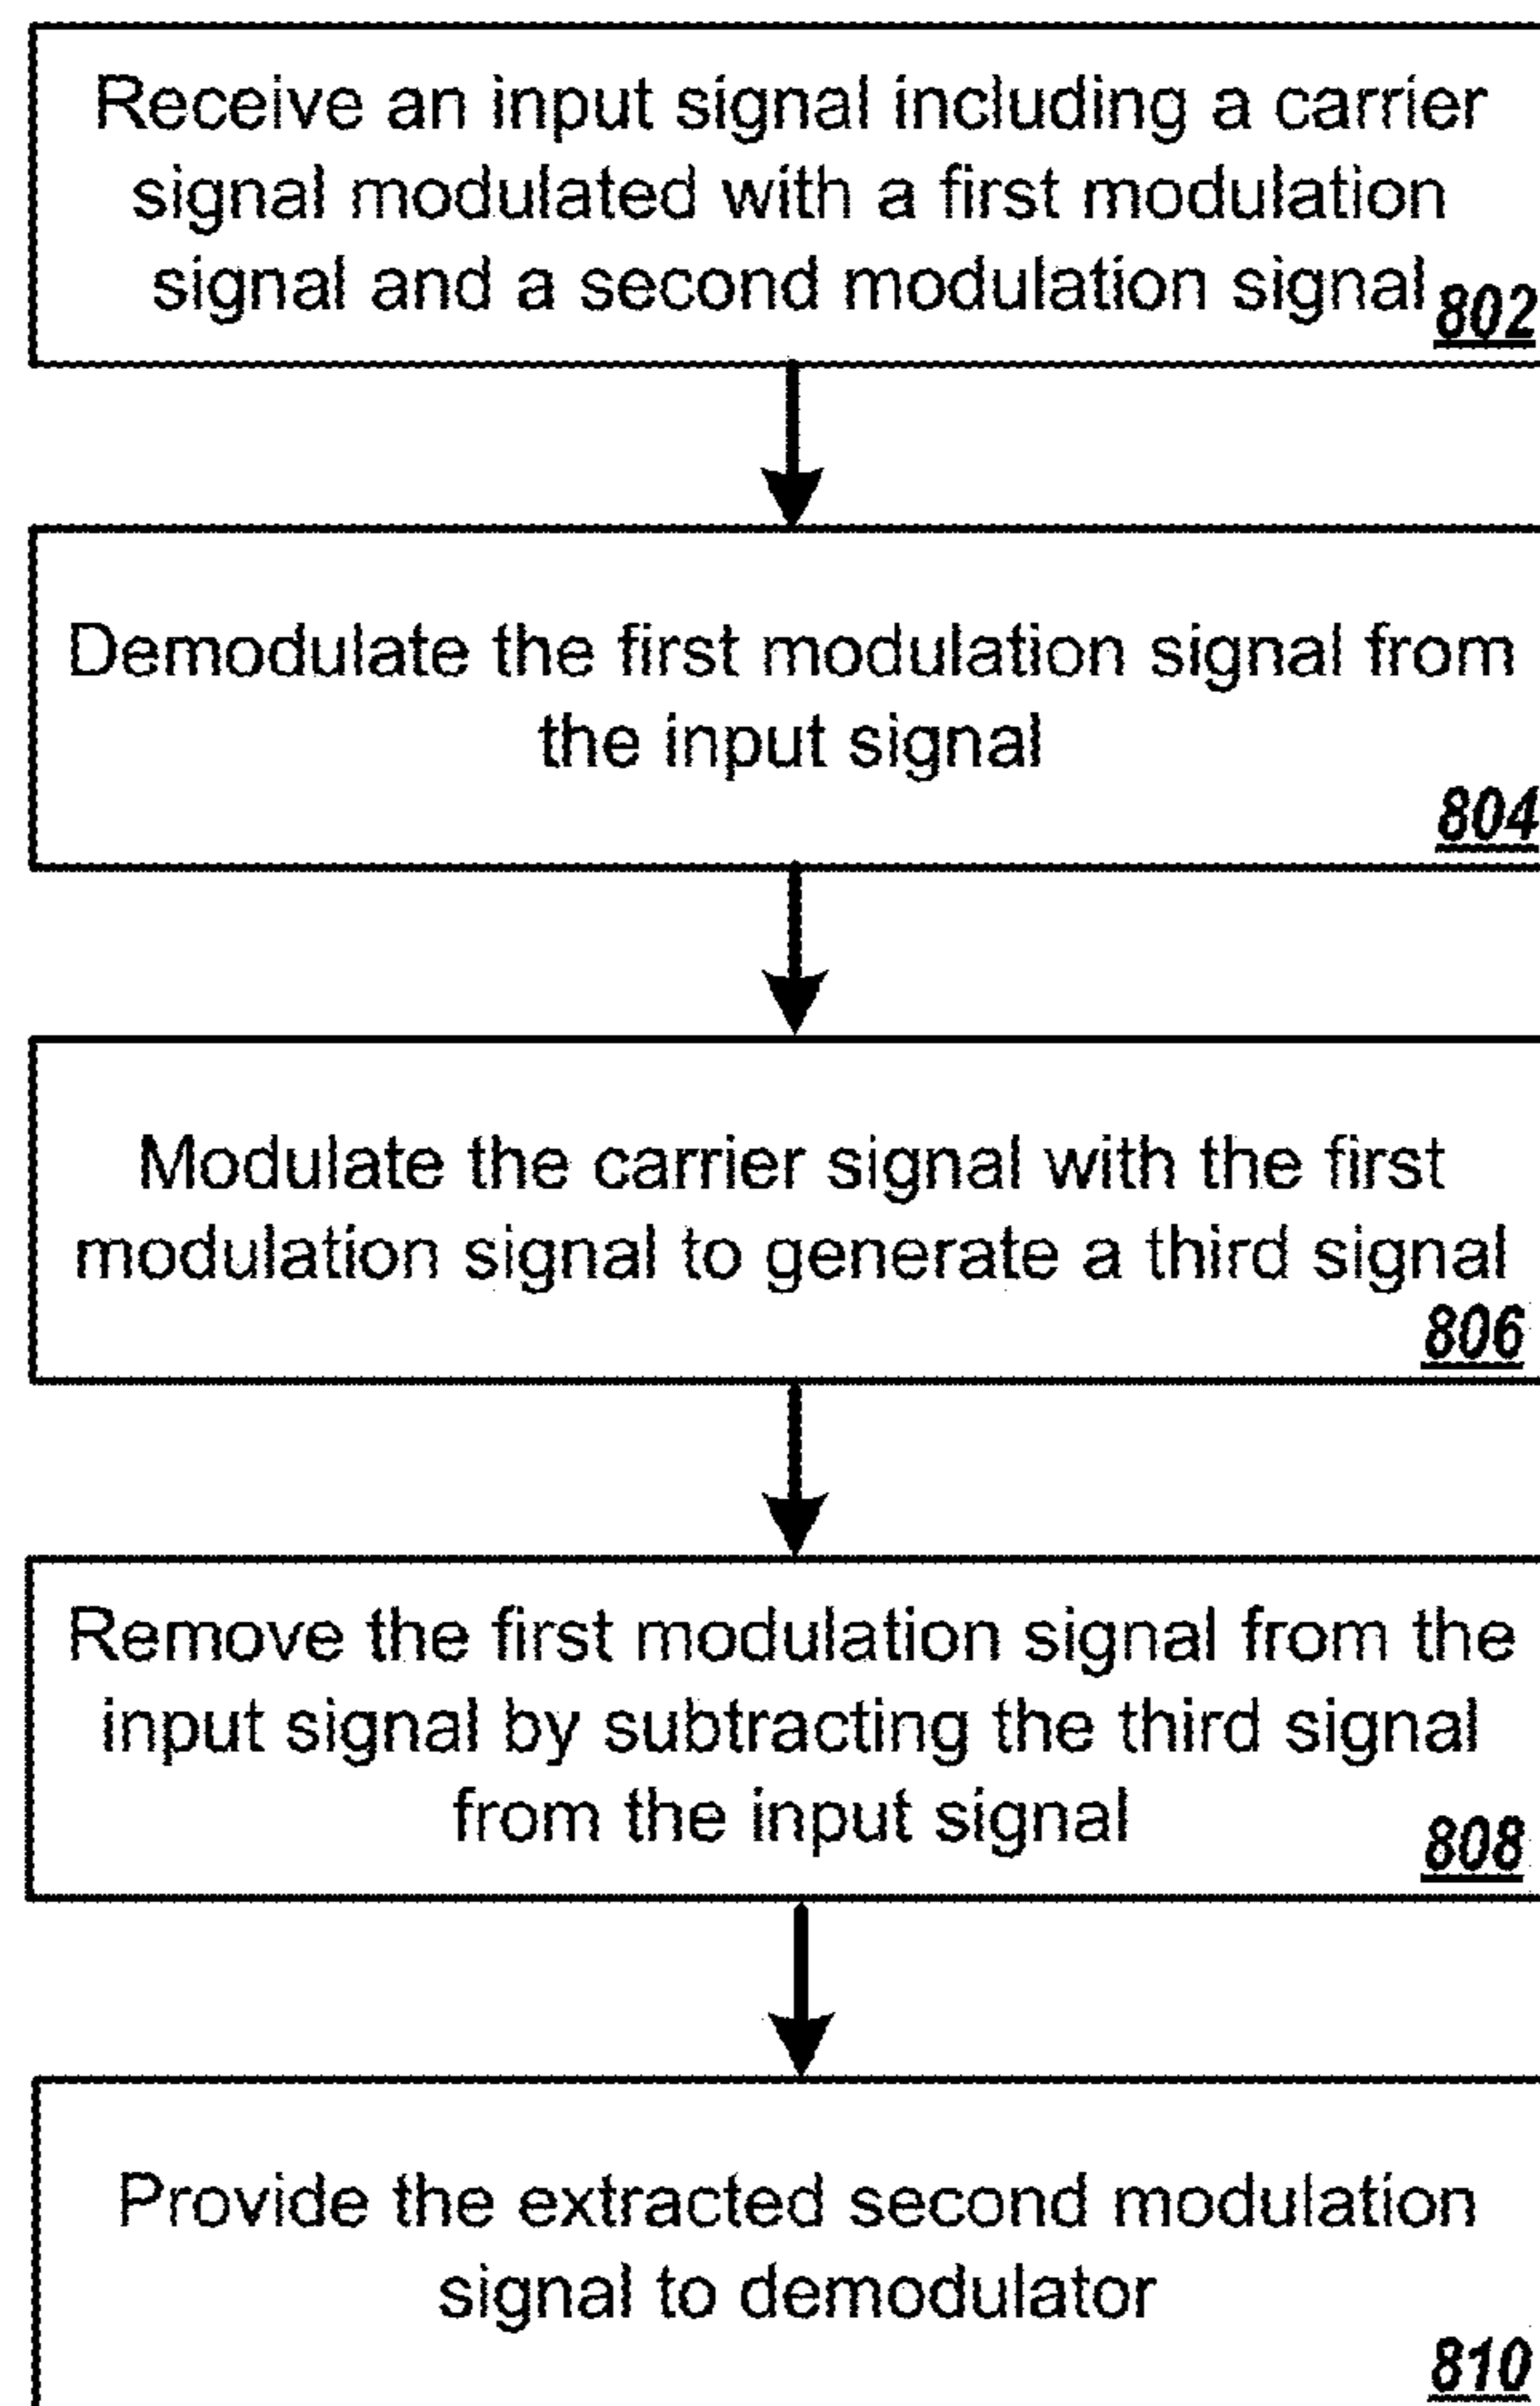 Receive an input signal including a carrier
signal modulated with a first modulation
signal and a second modulation signal
802
Demodulate the first modulation signal from
the input signal
804
Modulate the carrier signal with the first
modulation signal to generate a third signal
806
Remove the first modulation signal from the
input signal by subtracting the third signal
from the input signal
808
Provide the extracted second modulation
signal to demodulator
810